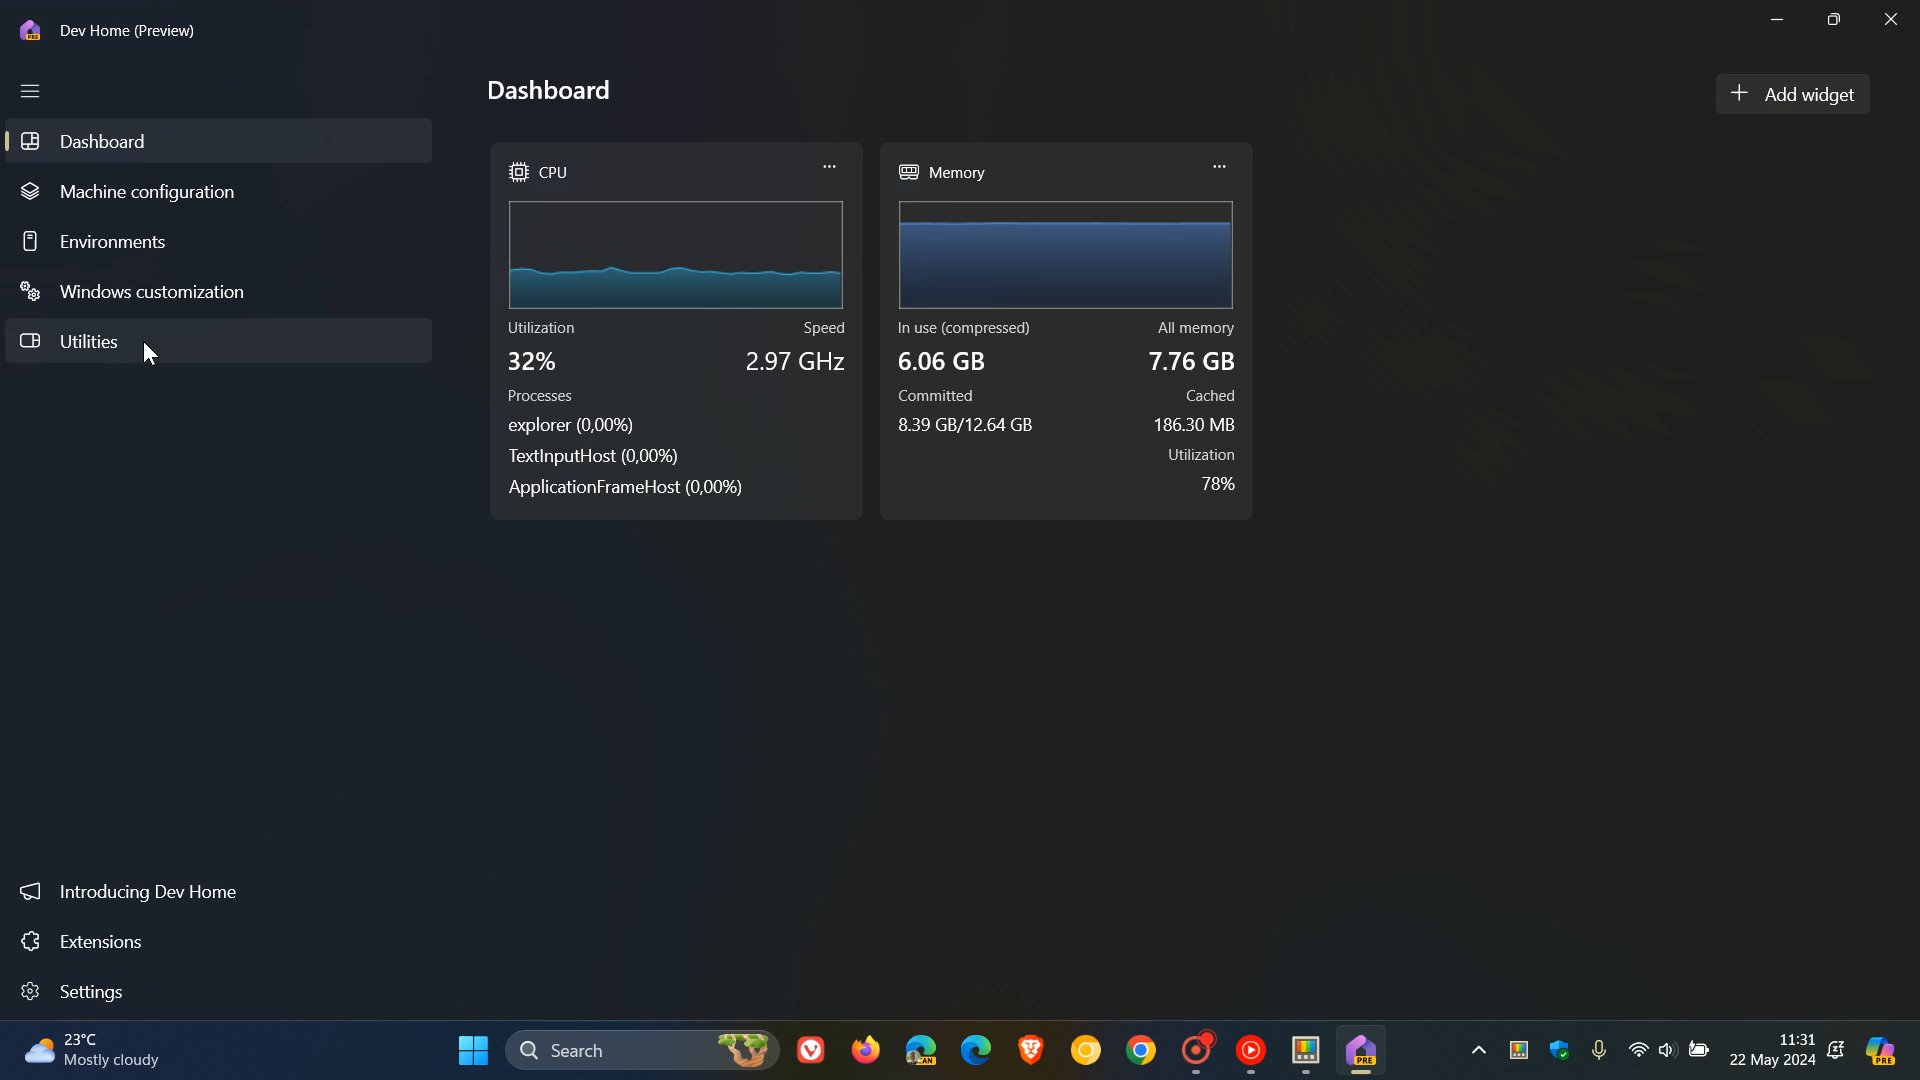 Dev Home (Preview)
Dashboard
Machine configuration
Environments
Windows customization
Utilities
Introducing Dev Home
Extensions
Settings
Dashboard
Add widget
CPU
Utilization Speed
32% 2.97 GHz
Processes
explorer (0,00%)
TextInputHost (0,00%)
ApplicationFrameHost (0,00%)
Memory
In use (compressed) All memory
6.06 GB 7.76 GB
Committed Cached
8.39 GB/12.64 GB 186.30 MB
Utilization
78%
23°C
Mostly cloudy
Search
CAN
PRE
11:31
22 May 2024
PRE